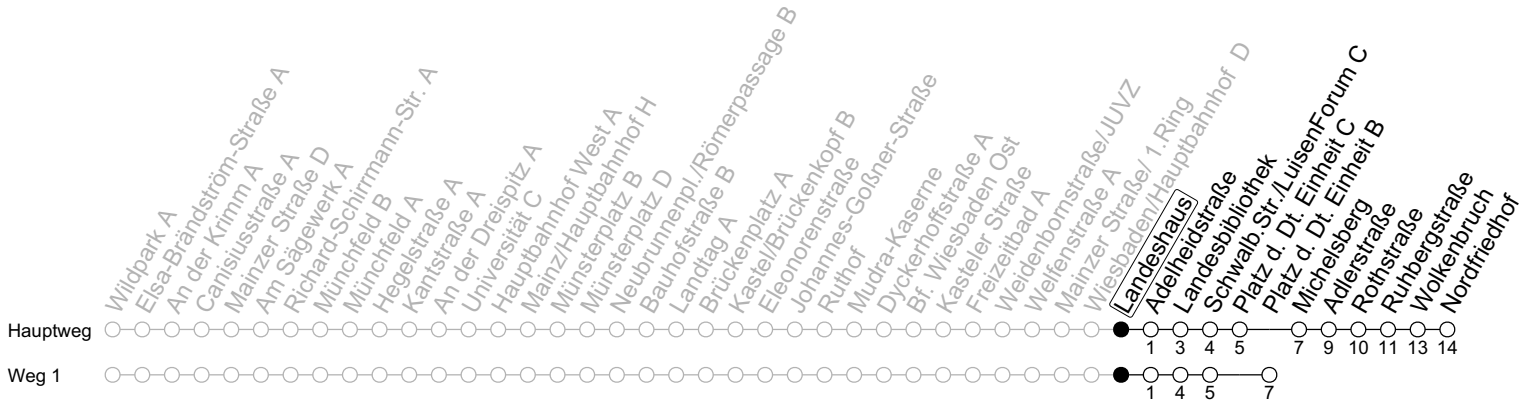 Wildpark A
Elsa-Brändström-Straße A
An der Krimm A
Canisiusstraße A
Mainzer Straße D
Am Sägewerk A
Richard-Schirrmann-Str. A
Münchfeld B
Münchfeld A
Hegelstraße A
Kantstraße A
An der Dreispitz A
Universität C
Hauptbahnhof West A
Mainz/Hauptbahnhof H
Münsterplatz B
Münsterplatz D
Neubrunnenpl./Römerpassage B
Bauhofstraße B
Landtag A
Brückenplatz A
Kastel/Brückenkopf B
Eleonorenstraße
Johannes-Goßner-Straße
Ruthof
Mudra-Kaserne
Dyckerhoffstraße A
Bf. Wiesbaden Ost
Kasteler Straße
Freizeitbad A
Weidenbornstraße/JUVZ
Welfenstraße A
Mainzer Straße/ 1.Ring
Wiesbaden/Hauptbahnhof D
Landeshaus
Adelheidstraße
Landesbibliothek
Schwalb.Str./LuisenForum C
Platz d. Dt. Einheit C
Platz d. Dt. Einheit B
Michelsberg
Adlerstraße
Rothstraße
Ruhbergstraße
Wolkenbruch
Nordfriedhof
Hauptweg
1 3 4 5 7 9 10 11 13 14
Weg 1
1 4 5 7